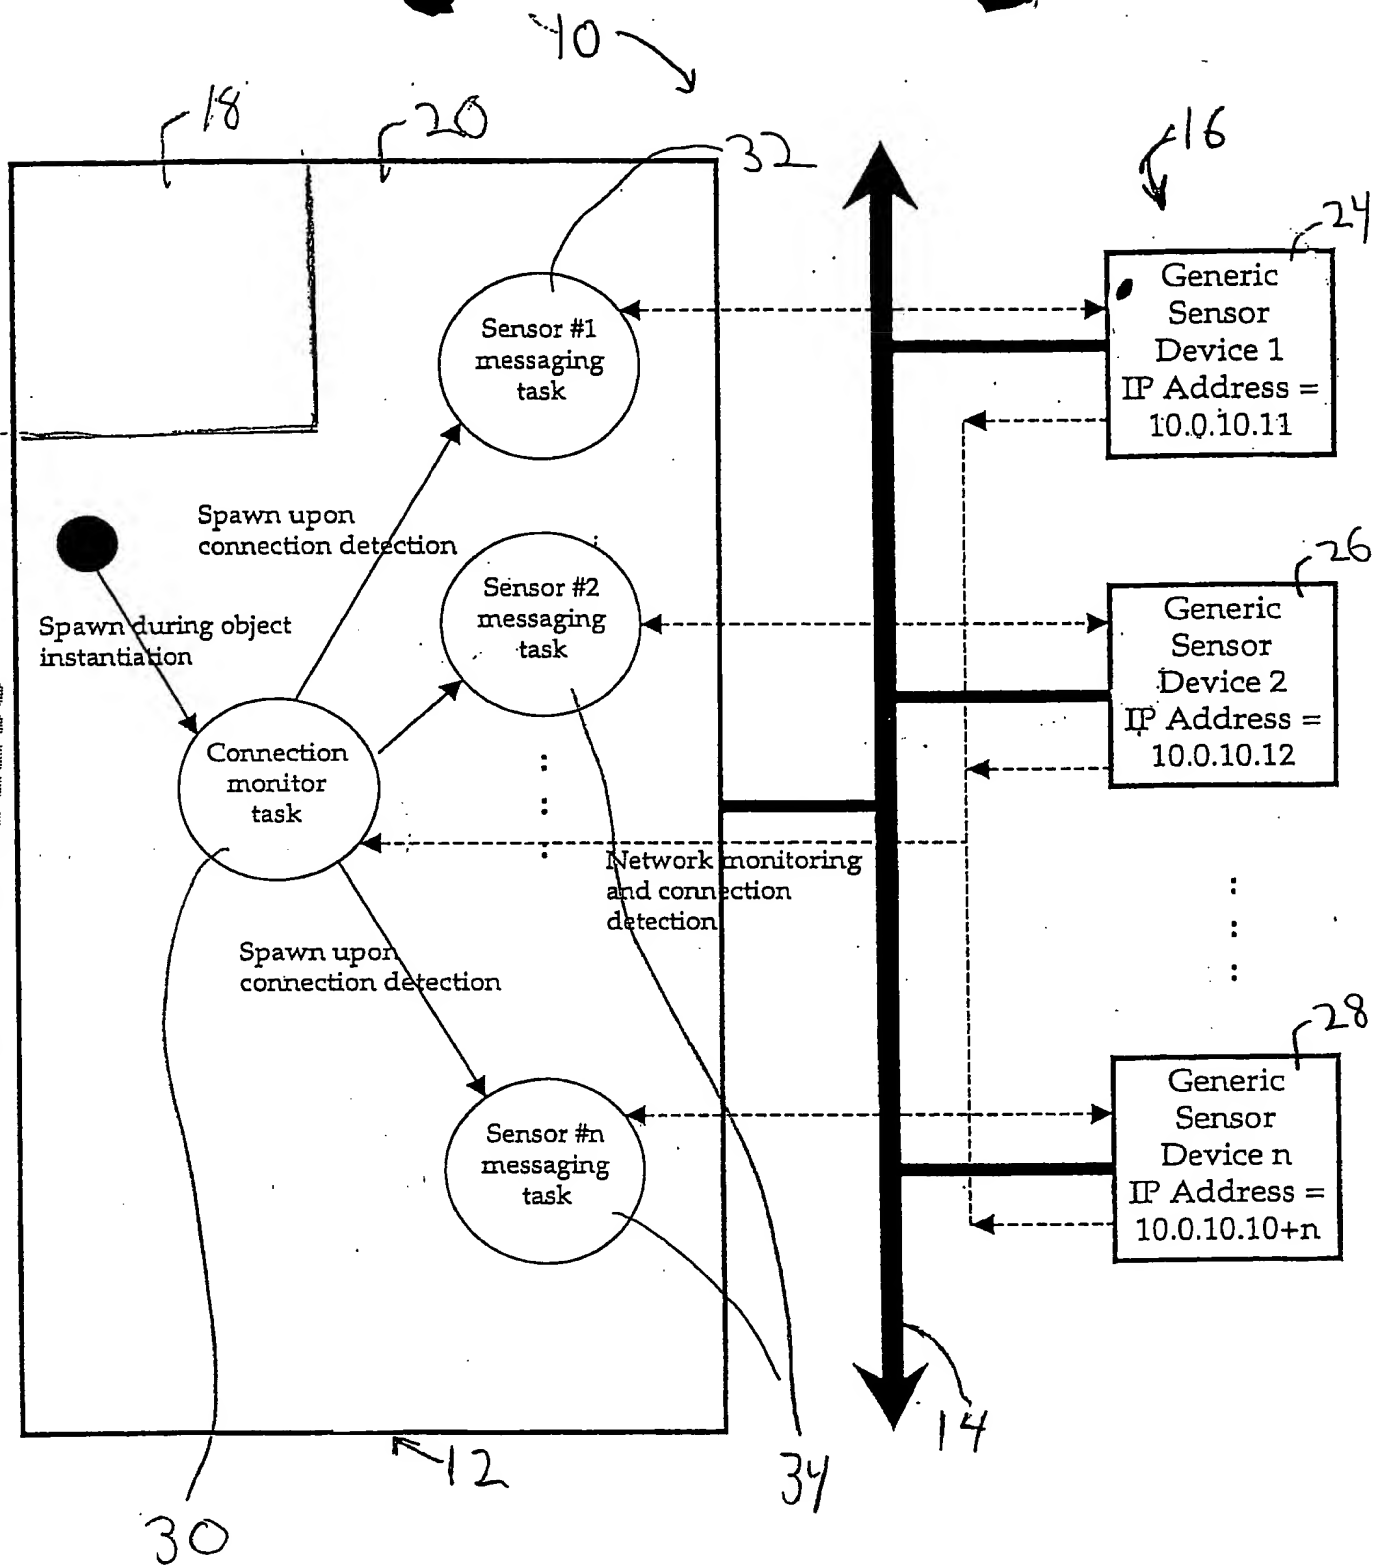 10
18
20
32
16
24
Generic
Sensor
Device 1
IP Address =
10.0.10.11
Sensor #1
messaging
task
Spawn upon
connection detection
26
Sensor #2
messaging
task
Generic
Sensor
Device 2
IP Address =
10.0.10.12
Spawn during object
instantiation
Connection
monitor
task
Network monitoring
and connection
detection
Spawn upon
connection detection
28
Generic
Sensor
Device n
IP Address =
10.0.10.10+n
Sensor #n
messaging
task
14
12
34
30